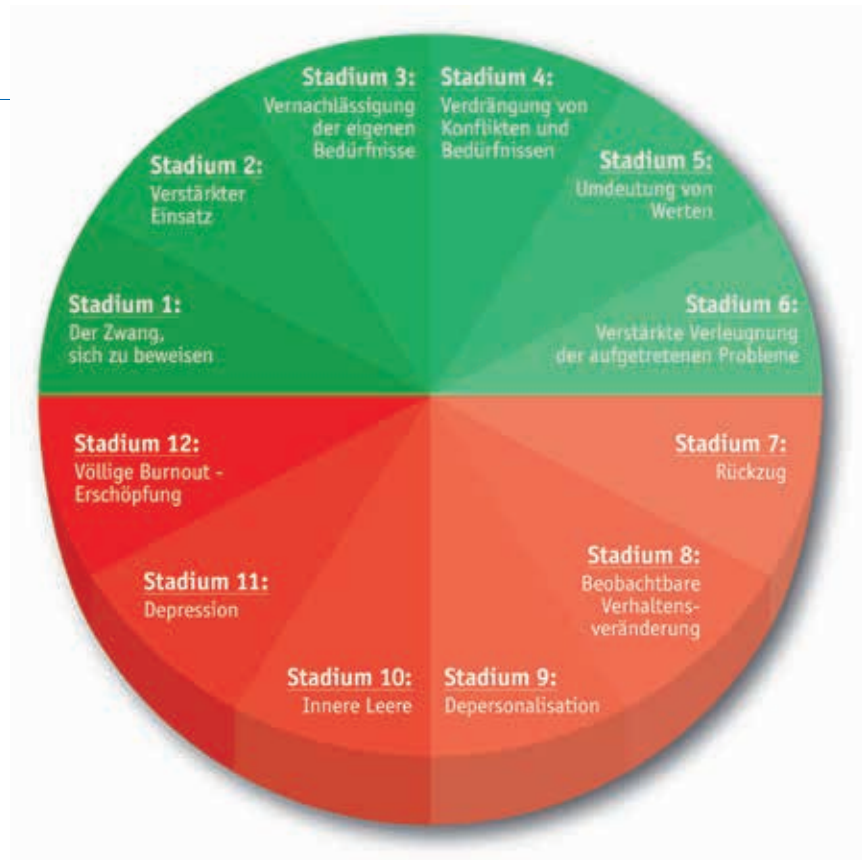 Stadium 1:
Der Zwang,
sich zu beweisen
Stadium 2:
Verstärkter
Einsatz
Stadium 3:
Vernachlässigung
der eigenen
Bedürfnisse
Stadium 4:
Verdrängung von
Konflikten und
Bedürfnissen
Stadium 5:
Umdeutung von
Werten
Stadium 6:
Verstärkte Verleugnung
der aufgetretenen Probleme
Stadium 7:
Rückzug
Stadium 8:
Beobachtbare
Verhaltens-
veränderung
Stadium 9:
Depersonalisation
Stadium 10:
Innere Leere
Stadium 11:
Depression
Stadium 12:
Völlige Burnout -
Erschöpfung